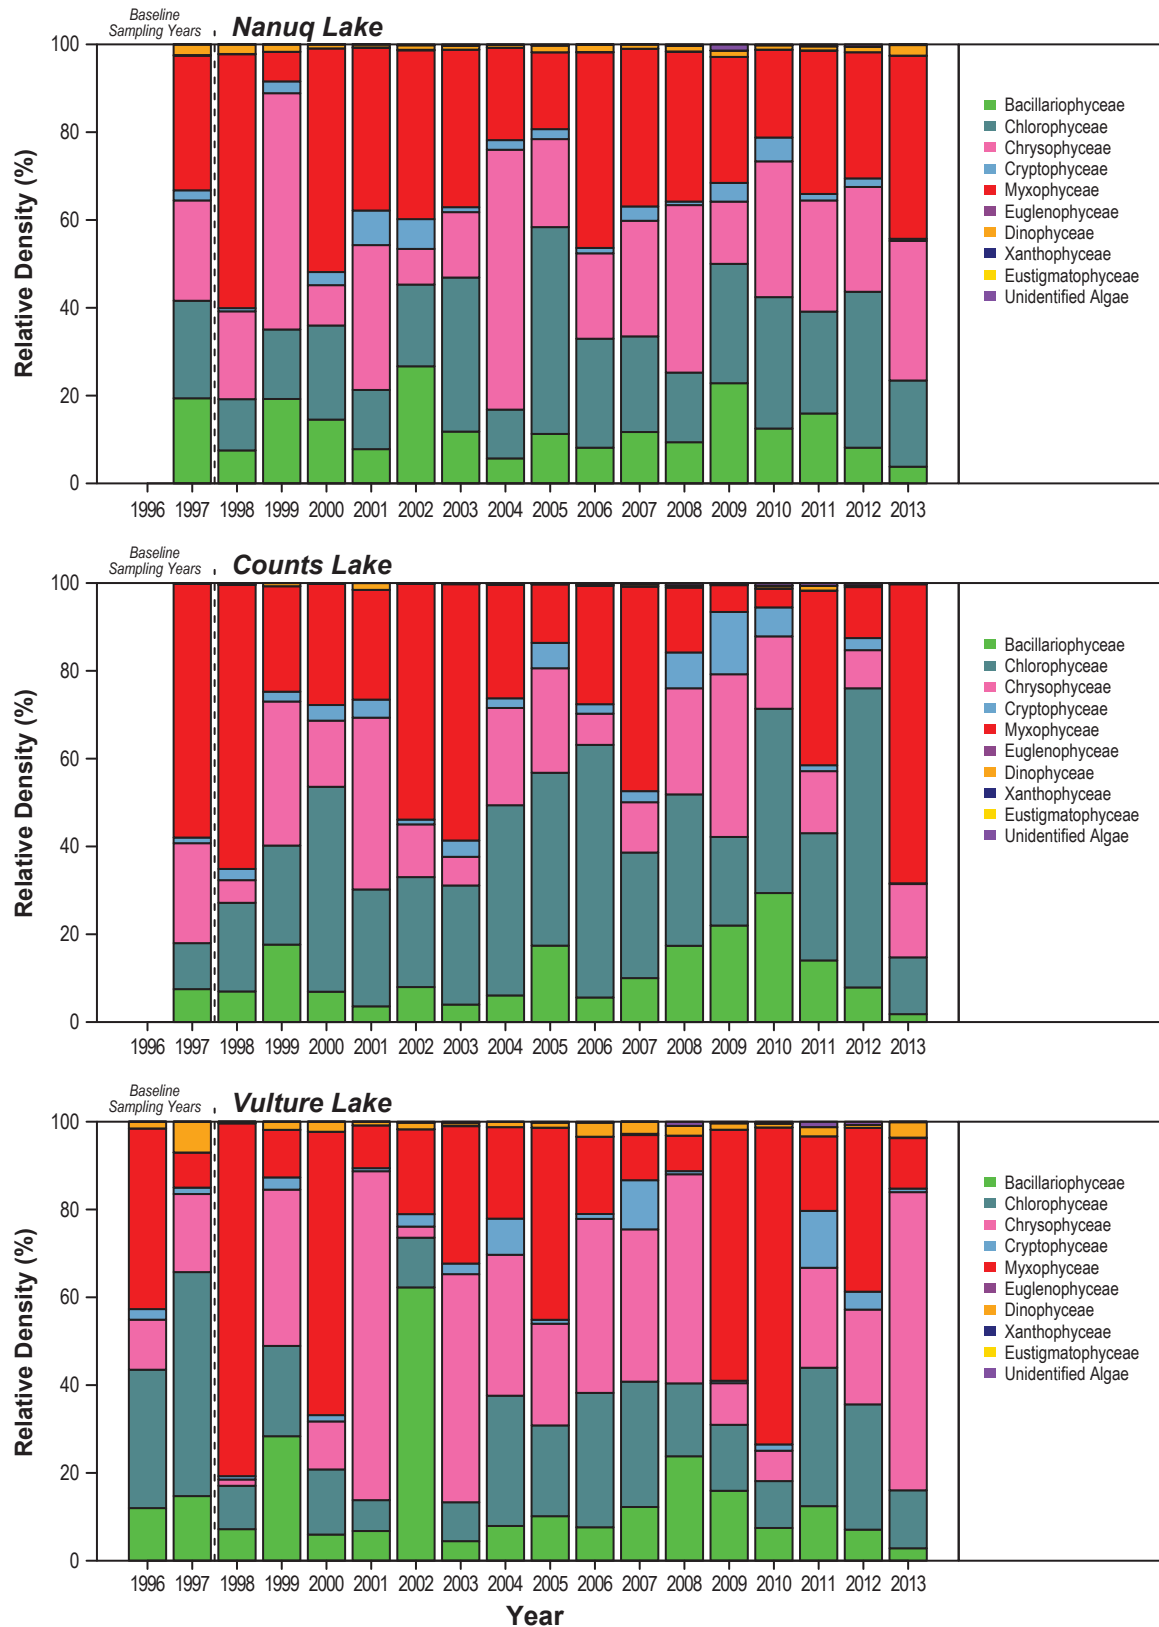 Baseline
Sampling Years
Nanuq Lake
Relative Density (%)
100
80
60
40
20
0
1996 1997 1998 1999 2000 2001 2002 2003 2004 2005 2006 2007 2008 2009 2010 2011 2012 2013
Bacillariophyceae
Chlorophyceae
Chrysophyceae
Cryptophyceae
Myxophyceae
Euglenophyceae
Dinophyceae
Xanthophyceae
Eustigmatophyceae
Unidentified Algae
Baseline
Sampling Years
Counts Lake
Relative Density (%)
100
80
60
40
20
0
1996 1997 1998 1999 2000 2001 2002 2003 2004 2005 2006 2007 2008 2009 2010 2011 2012 2013
Bacillariophyceae
Chlorophyceae
Chrysophyceae
Cryptophyceae
Myxophyceae
Euglenophyceae
Dinophyceae
Xanthophyceae
Eustigmatophyceae
Unidentified Algae
Baseline
Sampling Years
Vulture Lake
Relative Density (%)
100
80
60
40
20
0
1996 1997 1998 1999 2000 2001 2002 2003 2004 2005 2006 2007 2008 2009 2010 2011 2012 2013
Year
Bacillariophyceae
Chlorophyceae
Chrysophyceae
Cryptophyceae
Myxophyceae
Euglenophyceae
Dinophyceae
Xanthophyceae
Eustigmatophyceae
Unidentified Algae